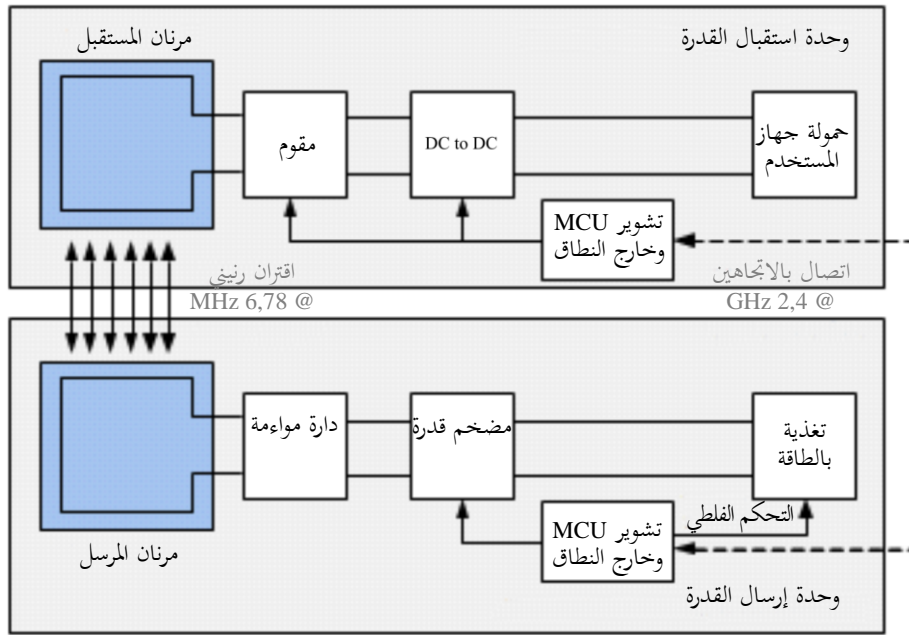 وحدة استقبال القدرة
مرنان المستقبل
حمولة جهاز
المستخدم
DC to DC
مقوم
تشوير MCU
وخارج النطاق
اتصال بالاتجاهين
@ 2,4 GHz
اقتران رنيني
@ 6,78 MHz
تغذية
بالطاقة
مضخم قدرة
دارة مواءمة
التحكم الفلطي
تشوير MCU
وخارج النطاق
مرنان المرسل
وحدة إرسال القدرة